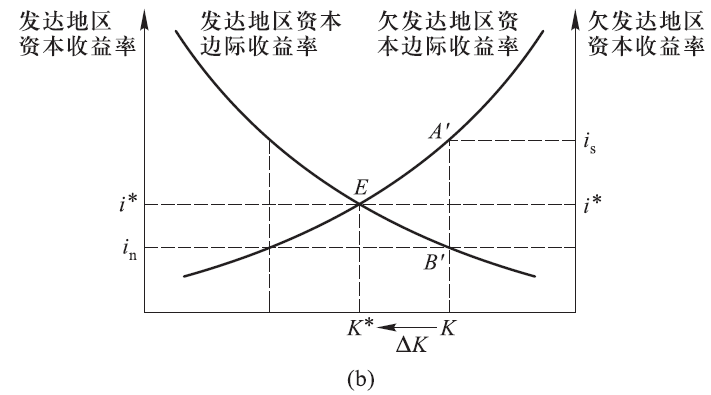 发达地区
资本收益率
发达地区资本
边际收益率
欠发达地区资
本边际收益率
欠发达地区
资本收益率
A′
i_s
E
i*
i*
i_n
B′
K*
K
ΔK
(b)